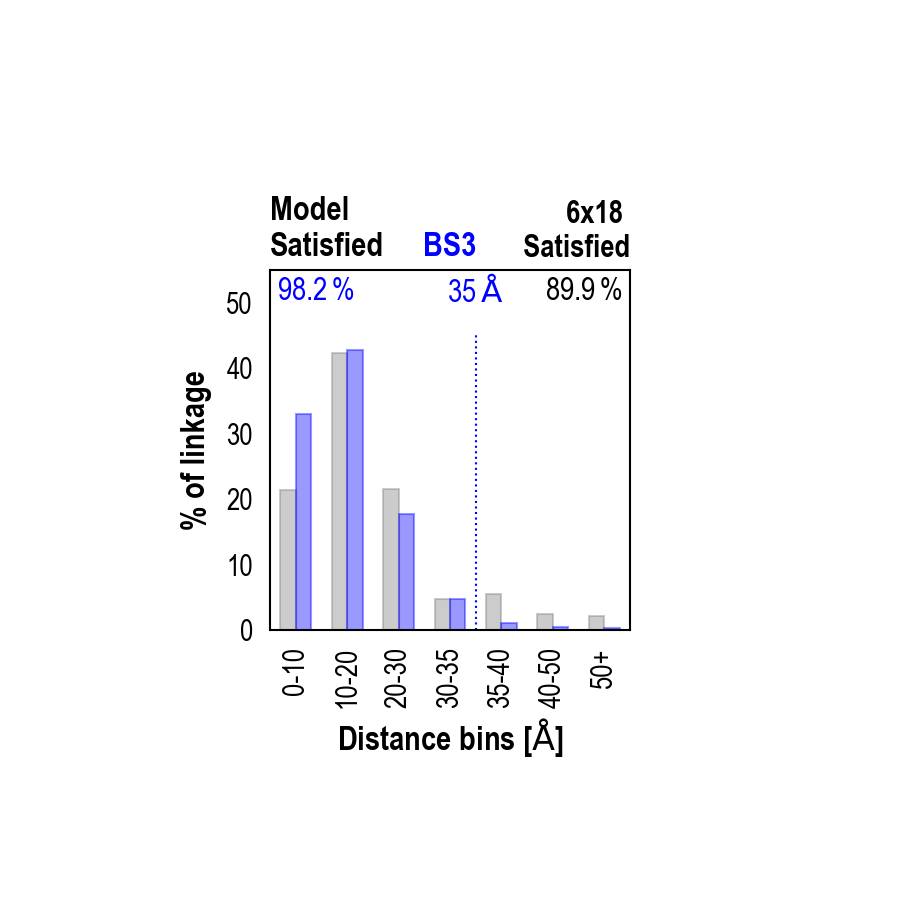 Model
Satisfied
BS3
6x18
Satisfied
98.2 %
35 Å
89.9 %
% of linkage
50
40
30
20
10
0
0-10
10-20
20-30
30-35
35-40
40-50
50+
Distance bins [Å]